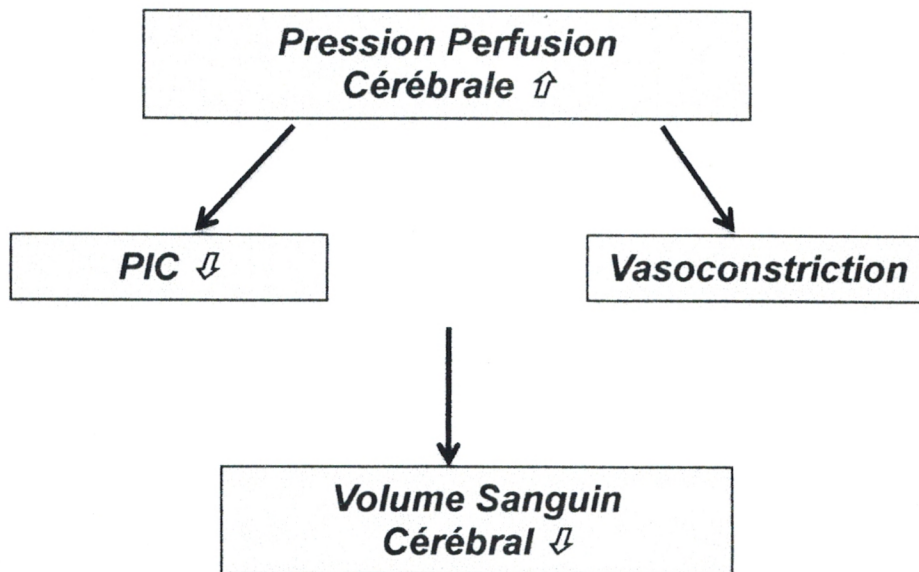 Pression Perfusion
Cérébrale ⇧
PIC ⇩
Vasoconstriction
Volume Sanguin
Cérébral ⇩